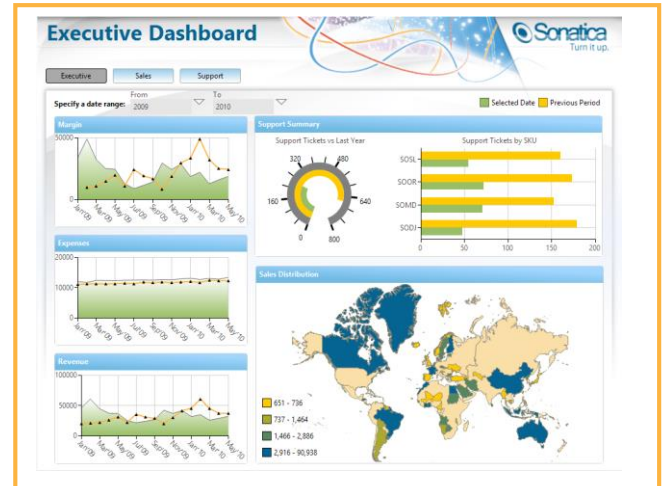 Executive Dashboard
Sonatica
Turn it up.
Executive Sales Support
Specify a date range: From 2009 To 2010
Selected Date Previous Period
Margin
50000
0
Jan'09 Mar'09 May'09 Jul'09 Sep'09 Nov'09 Jan'10 Mar'10 May'10
Expenses
20000
10000
0
Jan'09 Mar'09 May'09 Jul'09 Sep'09 Nov'09 Jan'10 Mar'10 May'10
Revenue
100000
50000
0
Jan'09 Mar'09 May'09 Jul'09 Sep'09 Nov'09 Jan'10 Mar'10 May'10
Support Summary
Support Tickets vs Last Year
320 480
160 640
0 800
Support Tickets by SKU
SOSL
SOOR
SOMD
SODJ
0 50 100 150 200
Sales Distribution
651 - 736
737 - 1,464
1,466 - 2,886
2,916 - 90,938